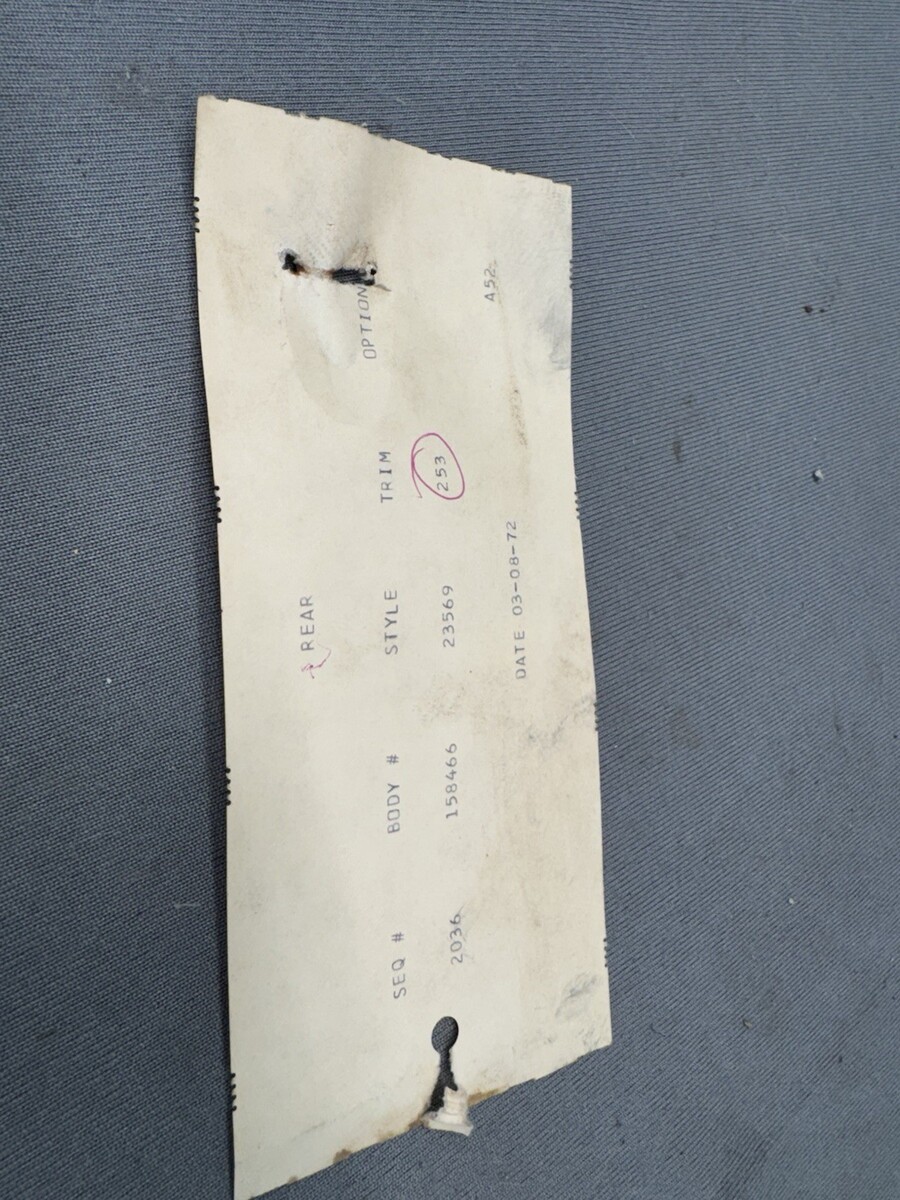 REAR
SEQ # BODY # STYLE TRIM OPTION
2036 158466 23569 253
DATE 03-08-72 A52